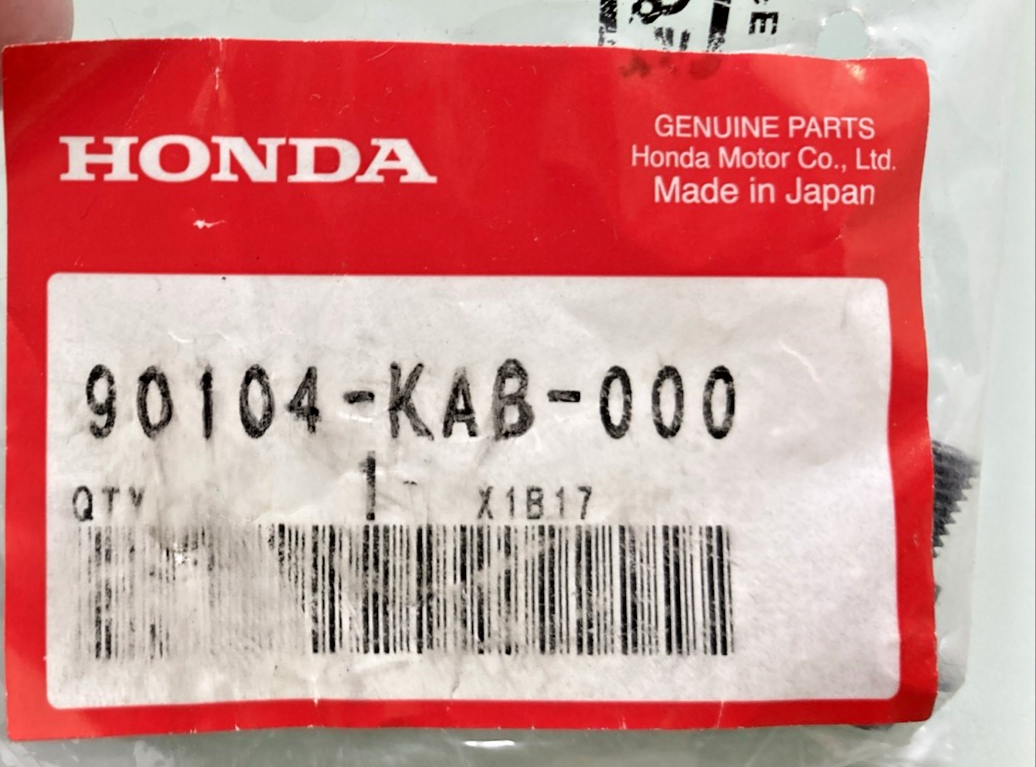 HONDA
GENUINE PARTS
Honda Motor Co., Ltd.
Made in Japan
90104-KAB-000
QTY 1 X1B17